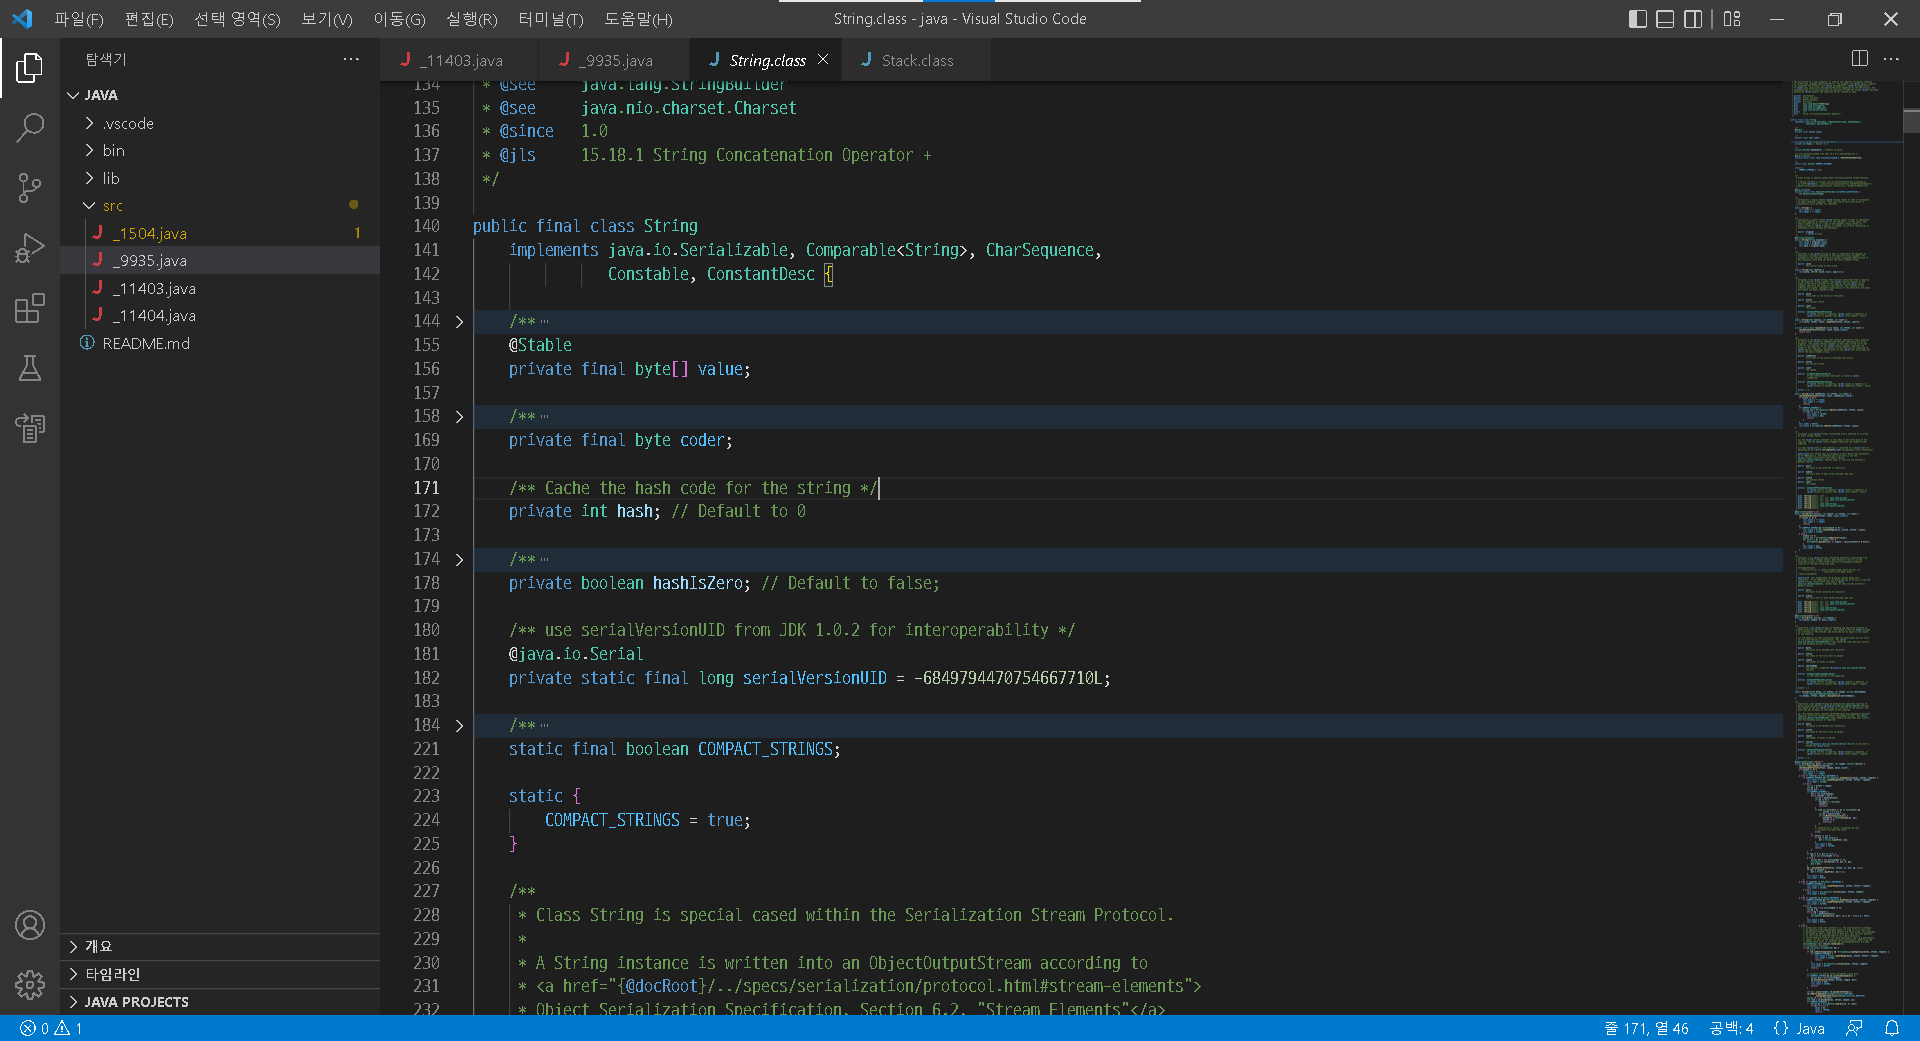 파일(F) 편집(E) 선택 영역(S) 보기(V) 이동(G) 실행(R) 터미널(T) 도움말(H) String.class - java - Visual Studio Code
탐색기 ···
JAVA
.vscode
bin
lib
src
_1504.java 1
_9935.java
_11403.java
_11404.java
README.md
개요
타임라인
JAVA PROJECTS
_11403.java _9935.java String.class Stack.class
134 * @see java.lang.StringBuilder
135 * @see java.nio.charset.Charset
136 * @since 1.0
137 * @jls 15.18.1 String Concatenation Operator +
138 */
139
140 public final class String
141 implements java.io.Serializable, Comparable<String>, CharSequence,
142 Constable, ConstantDesc {
143
144 /** ···
155 @Stable
156 private final byte[] value;
157
158 /** ···
169 private final byte coder;
170
171 /** Cache the hash code for the string */
172 private int hash; // Default to 0
173
174 /** ···
178 private boolean hashIsZero; // Default to false;
179
180 /** use serialVersionUID from JDK 1.0.2 for interoperability */
181 @java.io.Serial
182 private static final long serialVersionUID = -6849794470754667710L;
183
184 /** ···
221 static final boolean COMPACT_STRINGS;
222
223 static {
224 COMPACT_STRINGS = true;
225 }
226
227 /**
228 * Class String is special cased within the Serialization Stream Protocol.
229 *
230 * A String instance is written into an ObjectOutputStream according to
231 * <a href="{@docRoot}/../specs/serialization/protocol.html#stream-elements">
232 * Object Serialization Specification, Section 6.2, "Stream Elements"</a>
0 1 줄 171, 열 46 공백: 4 {} Java